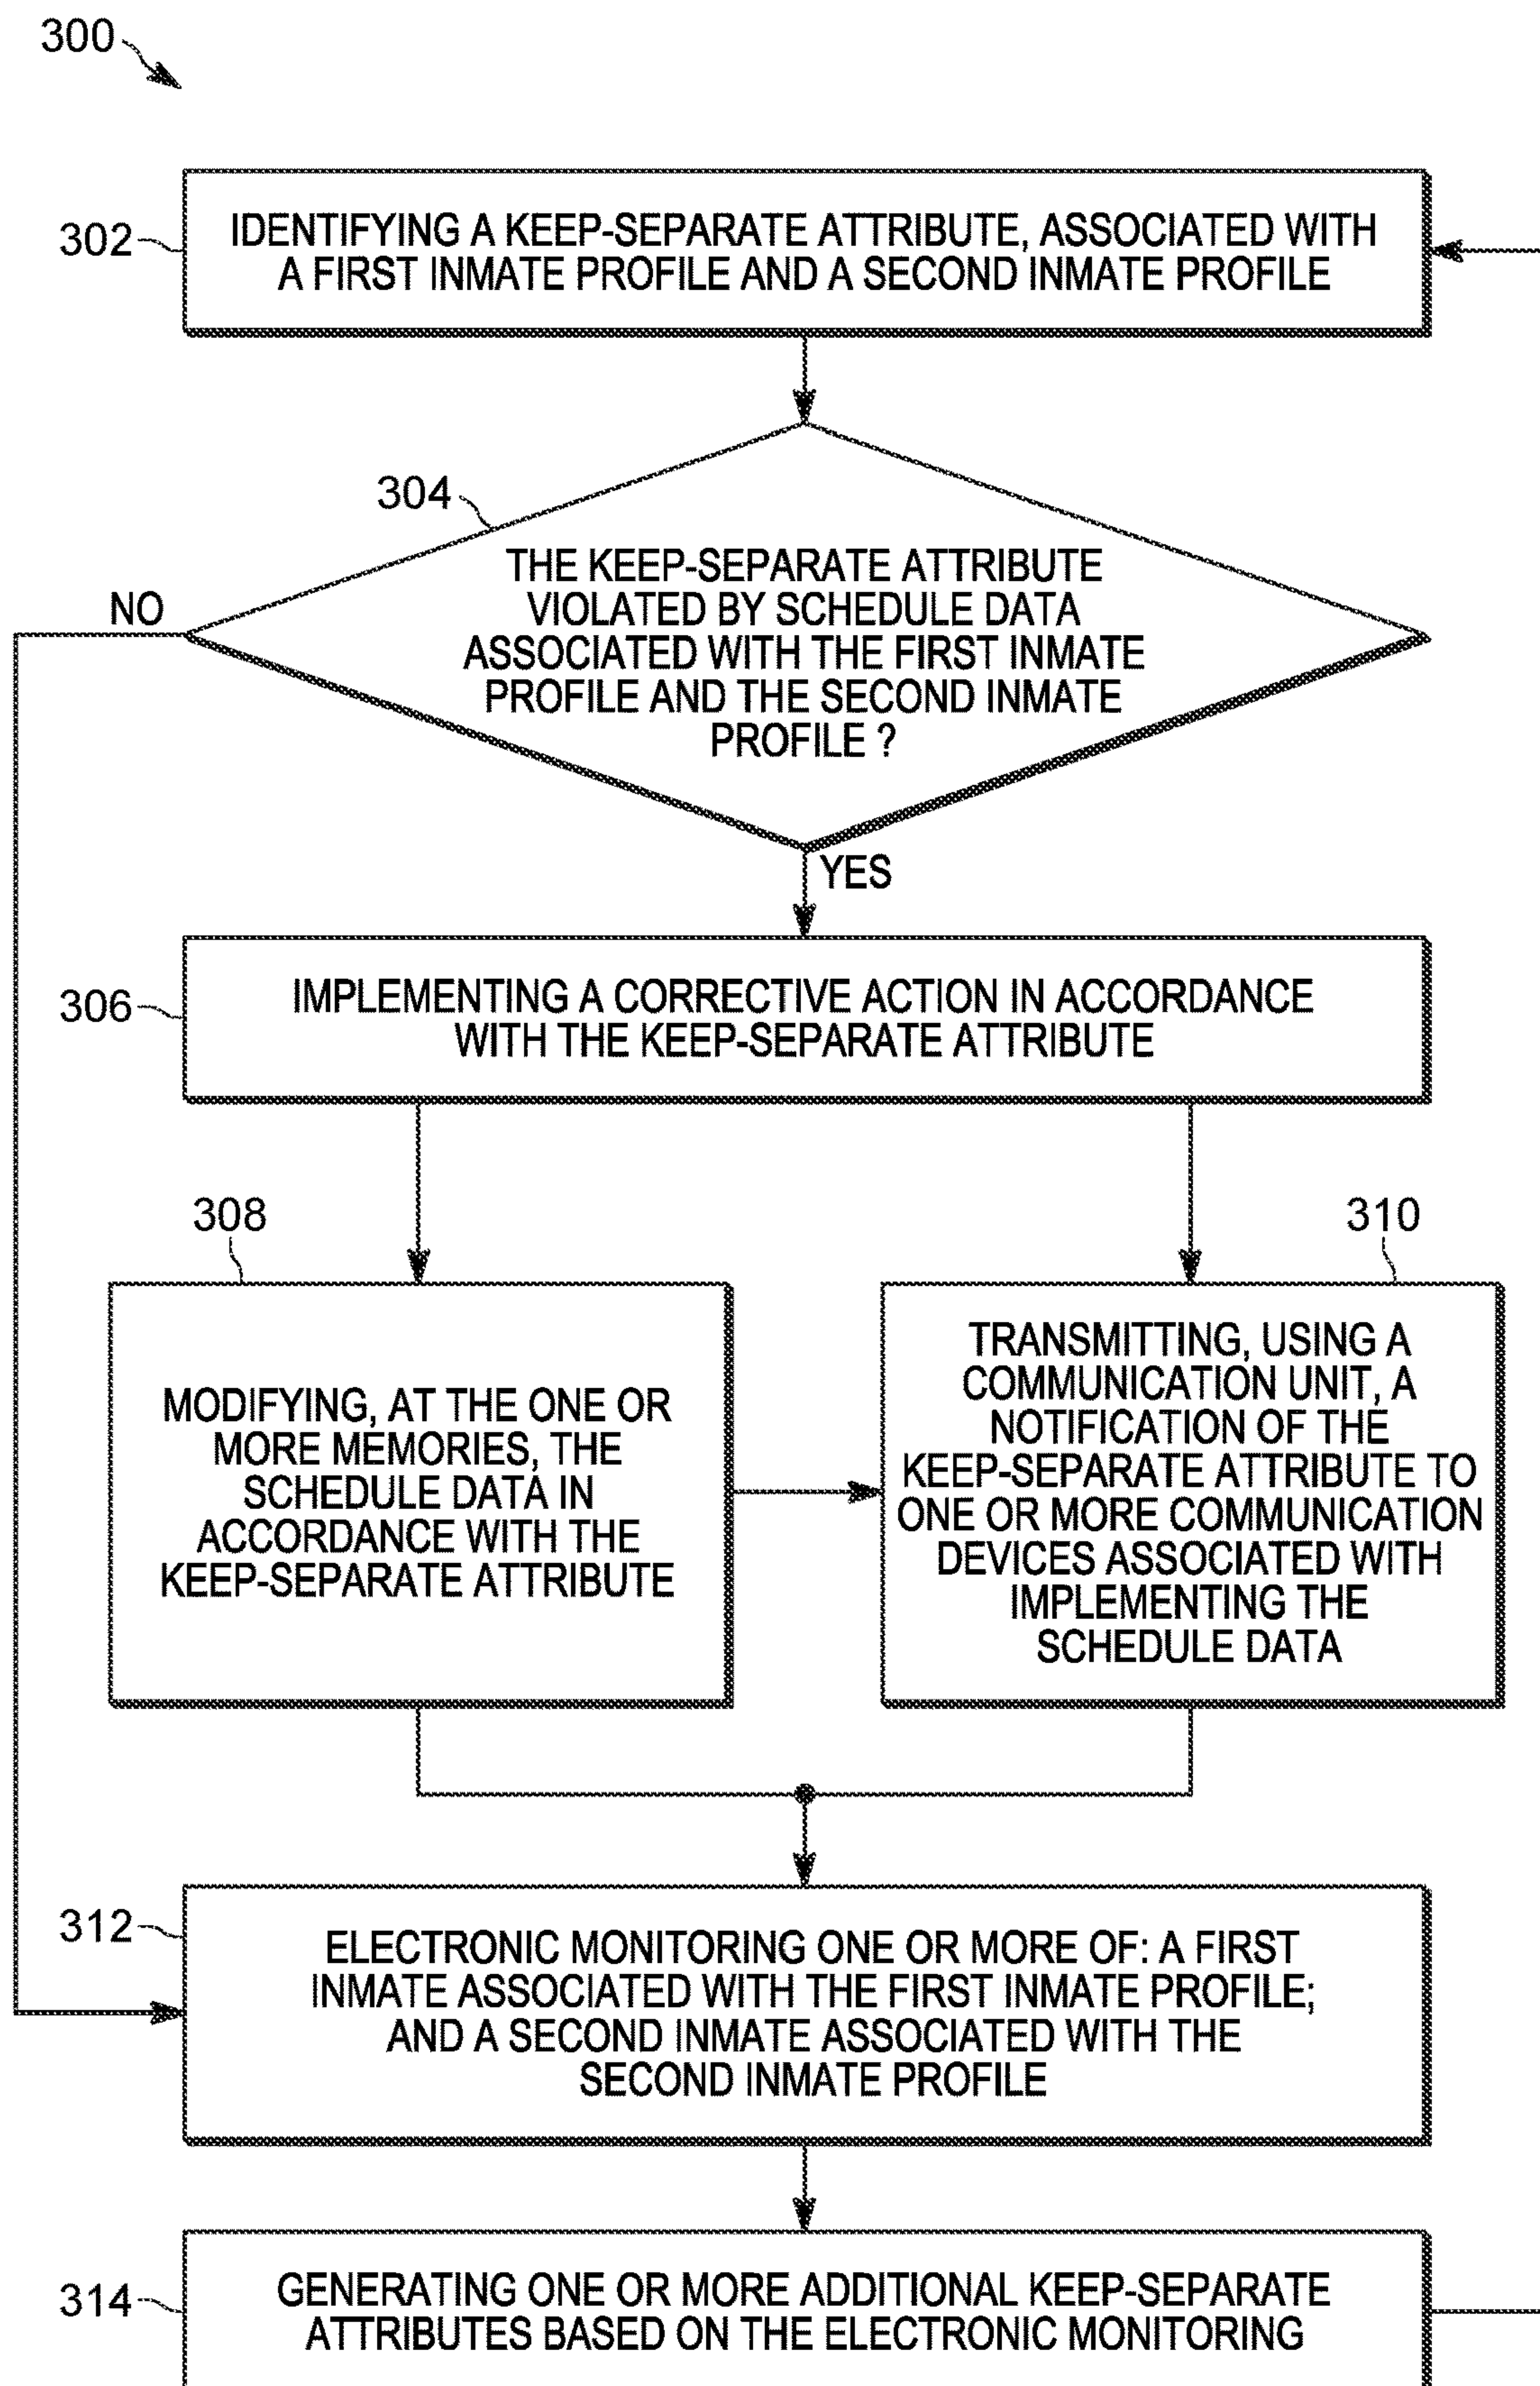 300
302
IDENTIFYING A KEEP-SEPARATE ATTRIBUTE, ASSOCIATED WITH
A FIRST INMATE PROFILE AND A SECOND INMATE PROFILE
304
THE KEEP-SEPARATE ATTRIBUTE
VIOLATED BY SCHEDULE DATA
ASSOCIATED WITH THE FIRST INMATE
PROFILE AND THE SECOND INMATE
PROFILE ?
NO
YES
306
IMPLEMENTING A CORRECTIVE ACTION IN ACCORDANCE
WITH THE KEEP-SEPARATE ATTRIBUTE
308
MODIFYING, AT THE ONE OR
MORE MEMORIES, THE
SCHEDULE DATA IN
ACCORDANCE WITH THE
KEEP-SEPARATE ATTRIBUTE
310
TRANSMITTING, USING A
COMMUNICATION UNIT, A
NOTIFICATION OF THE
KEEP-SEPARATE ATTRIBUTE TO
ONE OR MORE COMMUNICATION
DEVICES ASSOCIATED WITH
IMPLEMENTING THE
SCHEDULE DATA
312
ELECTRONIC MONITORING ONE OR MORE OF: A FIRST
INMATE ASSOCIATED WITH THE FIRST INMATE PROFILE;
AND A SECOND INMATE ASSOCIATED WITH THE
SECOND INMATE PROFILE
314
GENERATING ONE OR MORE ADDITIONAL KEEP-SEPARATE
ATTRIBUTES BASED ON THE ELECTRONIC MONITORING